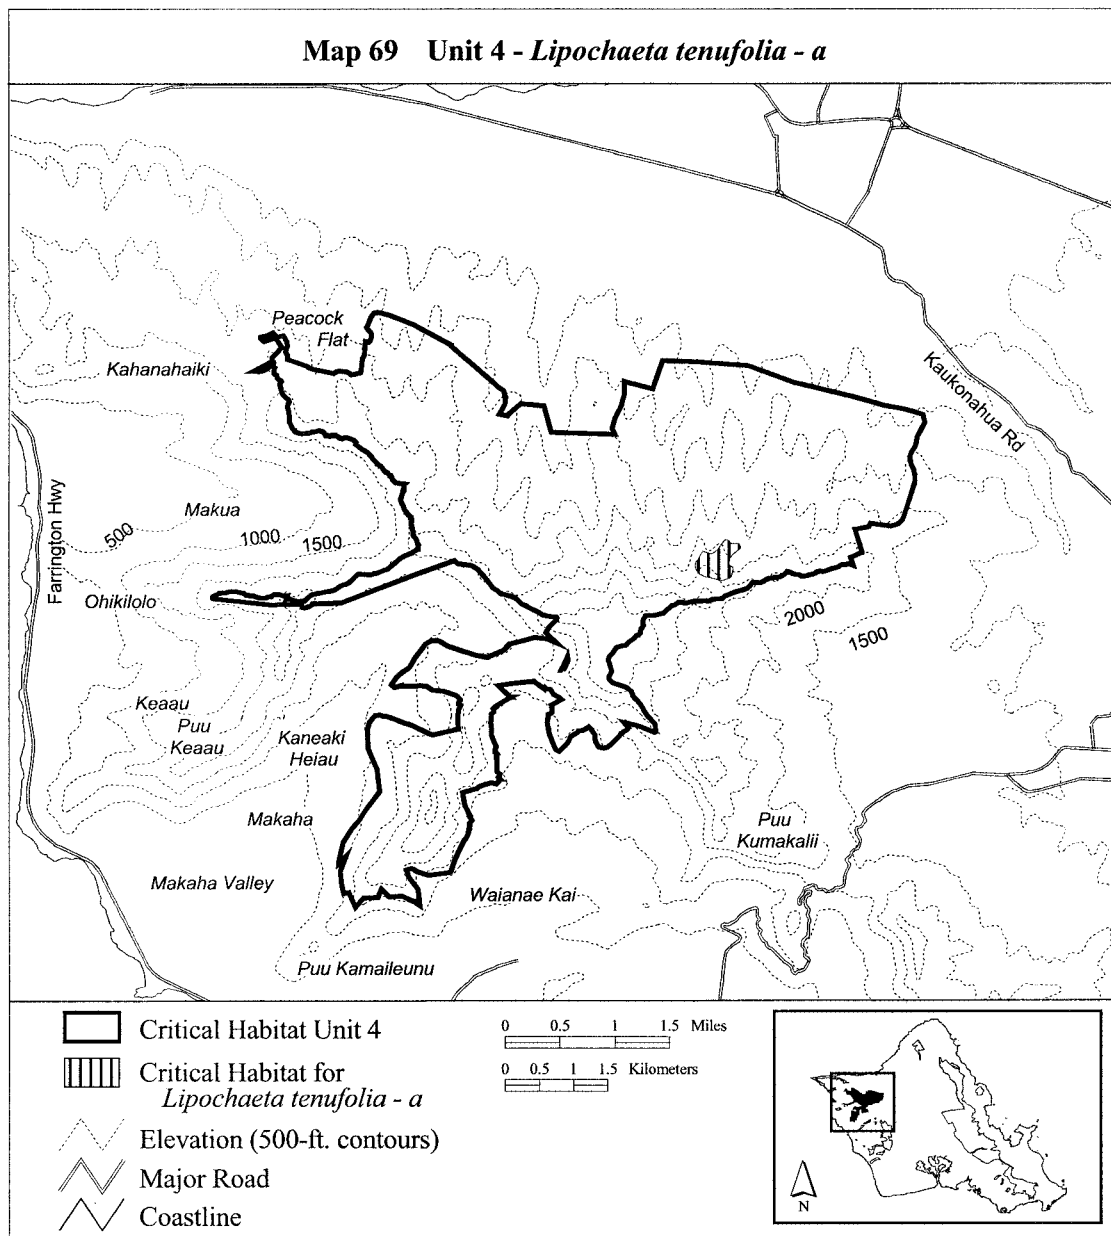 Map 69 Unit 4 - Lipochaeta tenufolia - a
Peacock
Flat
Kahanahaiki
Kaukonahua Rd
Farrington Hwy
Makua
500
1000
1500
Ohikilolo
2000
1500
Keaau
Puu
Keaau
Kaneaki
Heiau
Makaha
Puu
Kumakalii
Makaha Valley
Waianae Kai
Puu Kamaileunu
Critical Habitat Unit 4
Critical Habitat for
Lipochaeta tenufolia - a
Elevation (500-ft. contours)
Major Road
Coastline
0 0.5 1 1.5 Miles
0 0.5 1 1.5 Kilometers
N